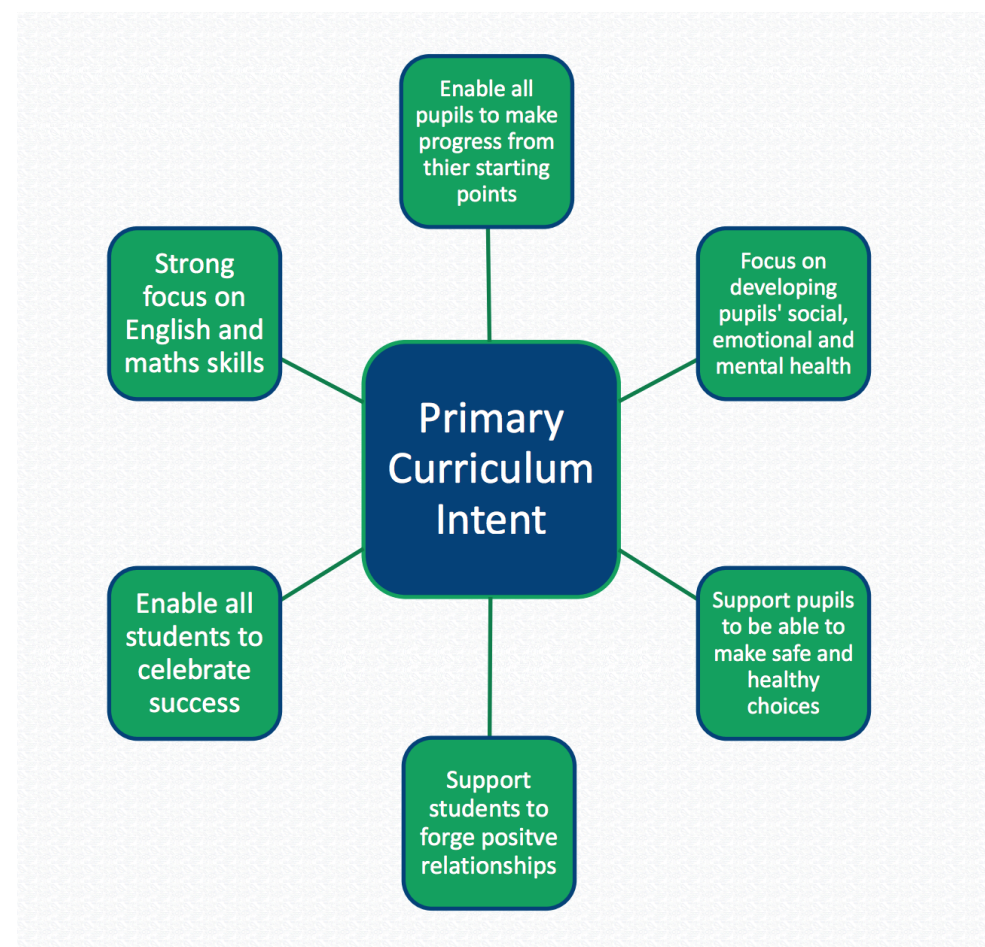 Enable all
pupils to make
progress from
thier starting
points
Strong
focus on
English and
maths skills
Focus on
developing
pupils' social,
emotional and
mental health
Primary
Curriculum
Intent
Enable all
students to
celebrate
success
Support pupils
to be able to
make safe and
healthy
choices
Support
students to
forge positve
relationships